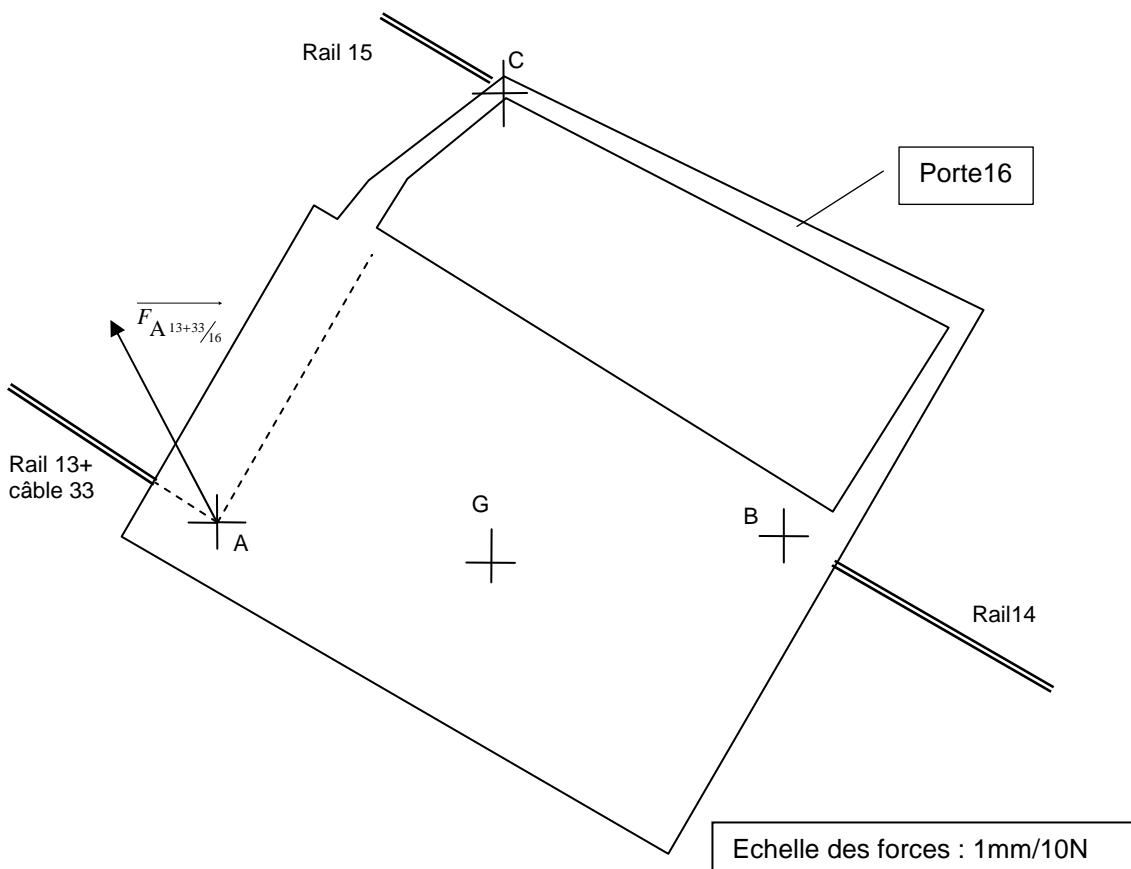 Rail 15
C
Porte16
F A 13+33/16
Rail 13+
câble 33
A
G
B
Rail14
Echelle des forces : 1mm/10N